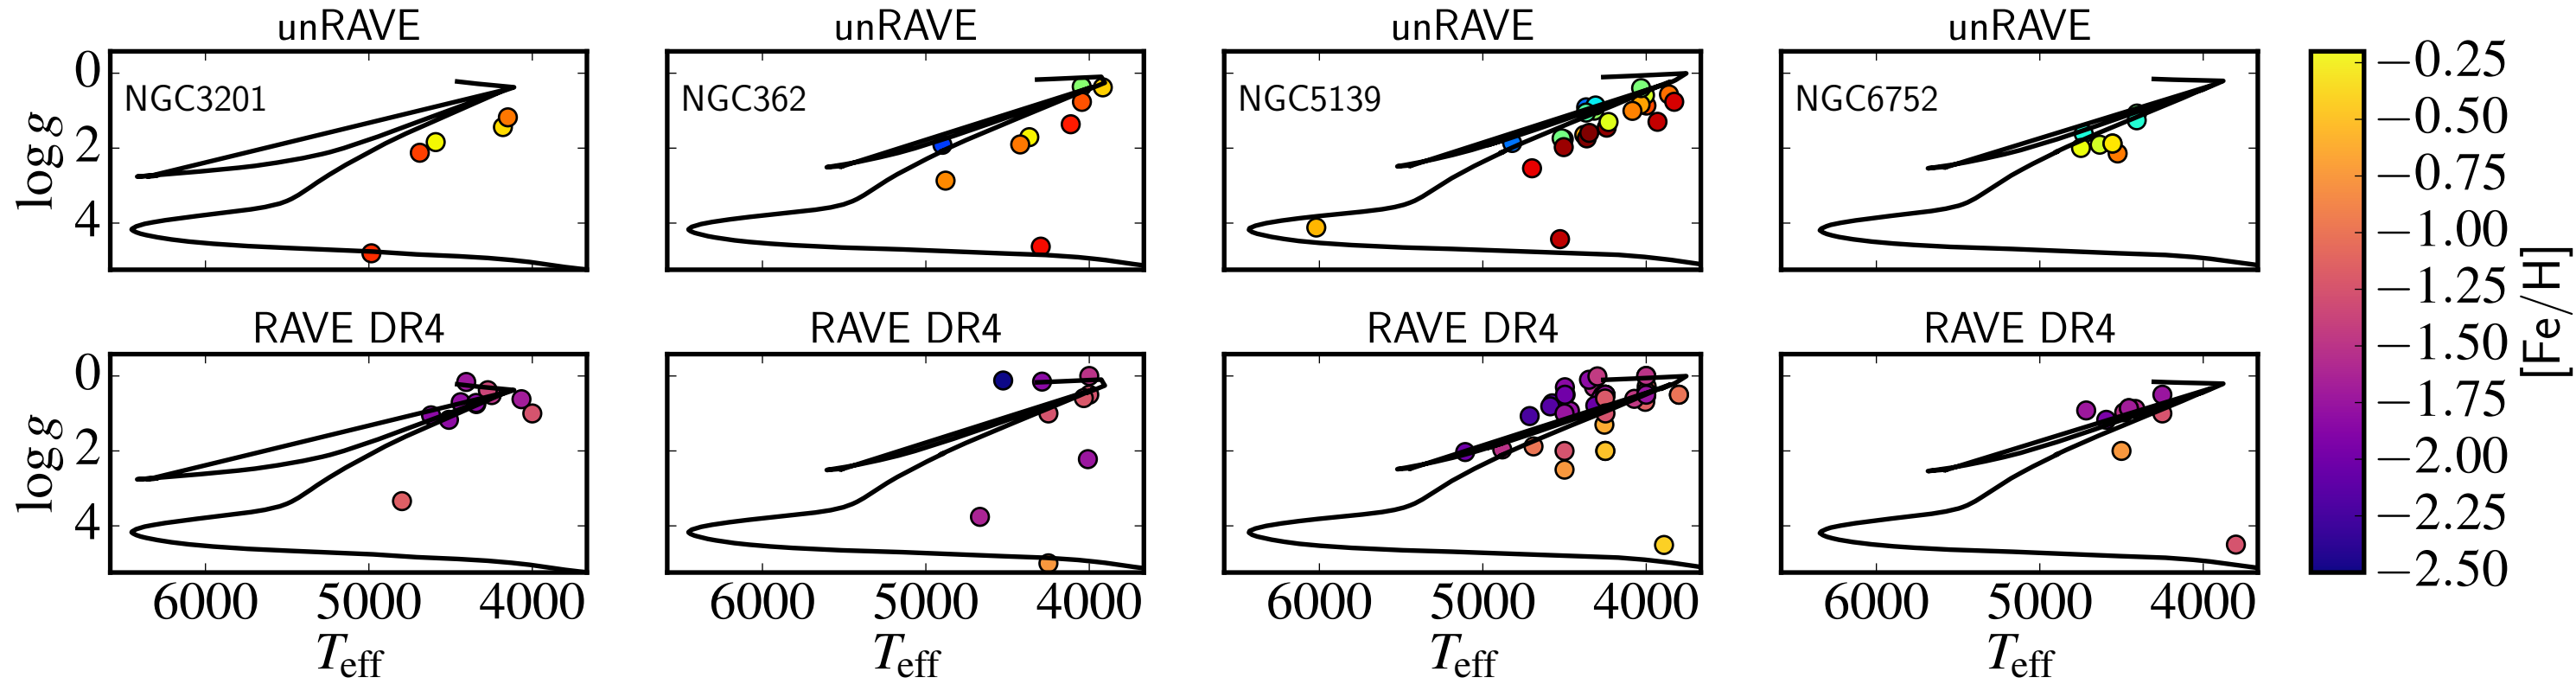 unRAVE unRAVE unRAVE unRAVE
NGC3201 NGC362 NGC5139 NGC6752
0
2
4
log g
RAVE DR4 RAVE DR4 RAVE DR4 RAVE DR4
0
2
4
log g
6000 5000 4000 6000 5000 4000 6000 5000 4000 6000 5000 4000
Teff Teff Teff Teff
−0.25
−0.50
−0.75
−1.00
−1.25
−1.50
−1.75
−2.00
−2.25
−2.50
[Fe/H]